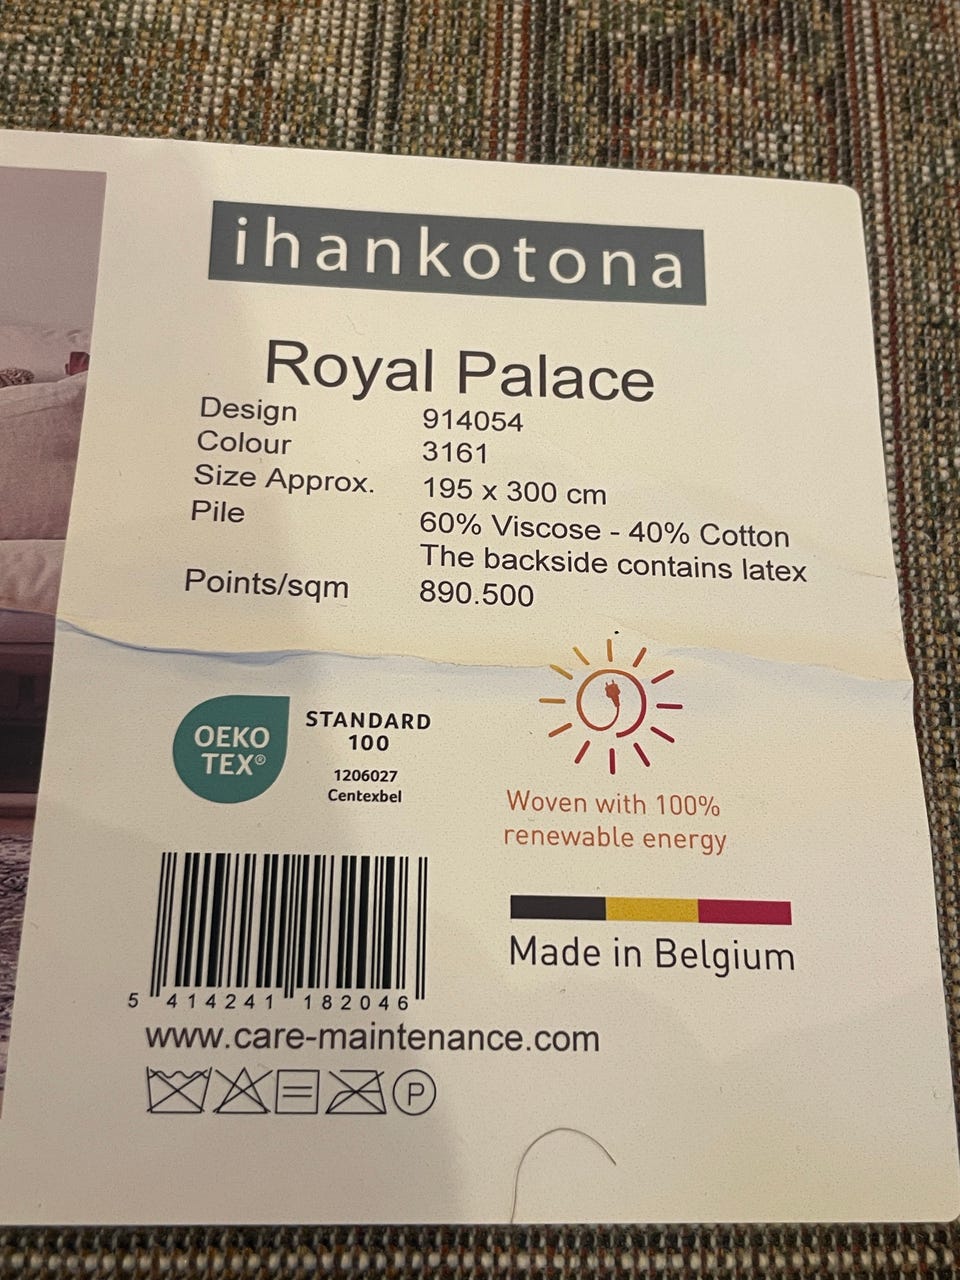 ihankotona
Royal Palace
Design 914054
Colour 3161
Size Approx. 195 x 300 cm
Pile 60% Viscose - 40% Cotton
The backside contains latex
Points/sqm 890.500
OEKO
TEX®
STANDARD
100
1206027
Centexbel
Woven with 100%
renewable energy
Made in Belgium
5 414241 182046
www.care-maintenance.com
P